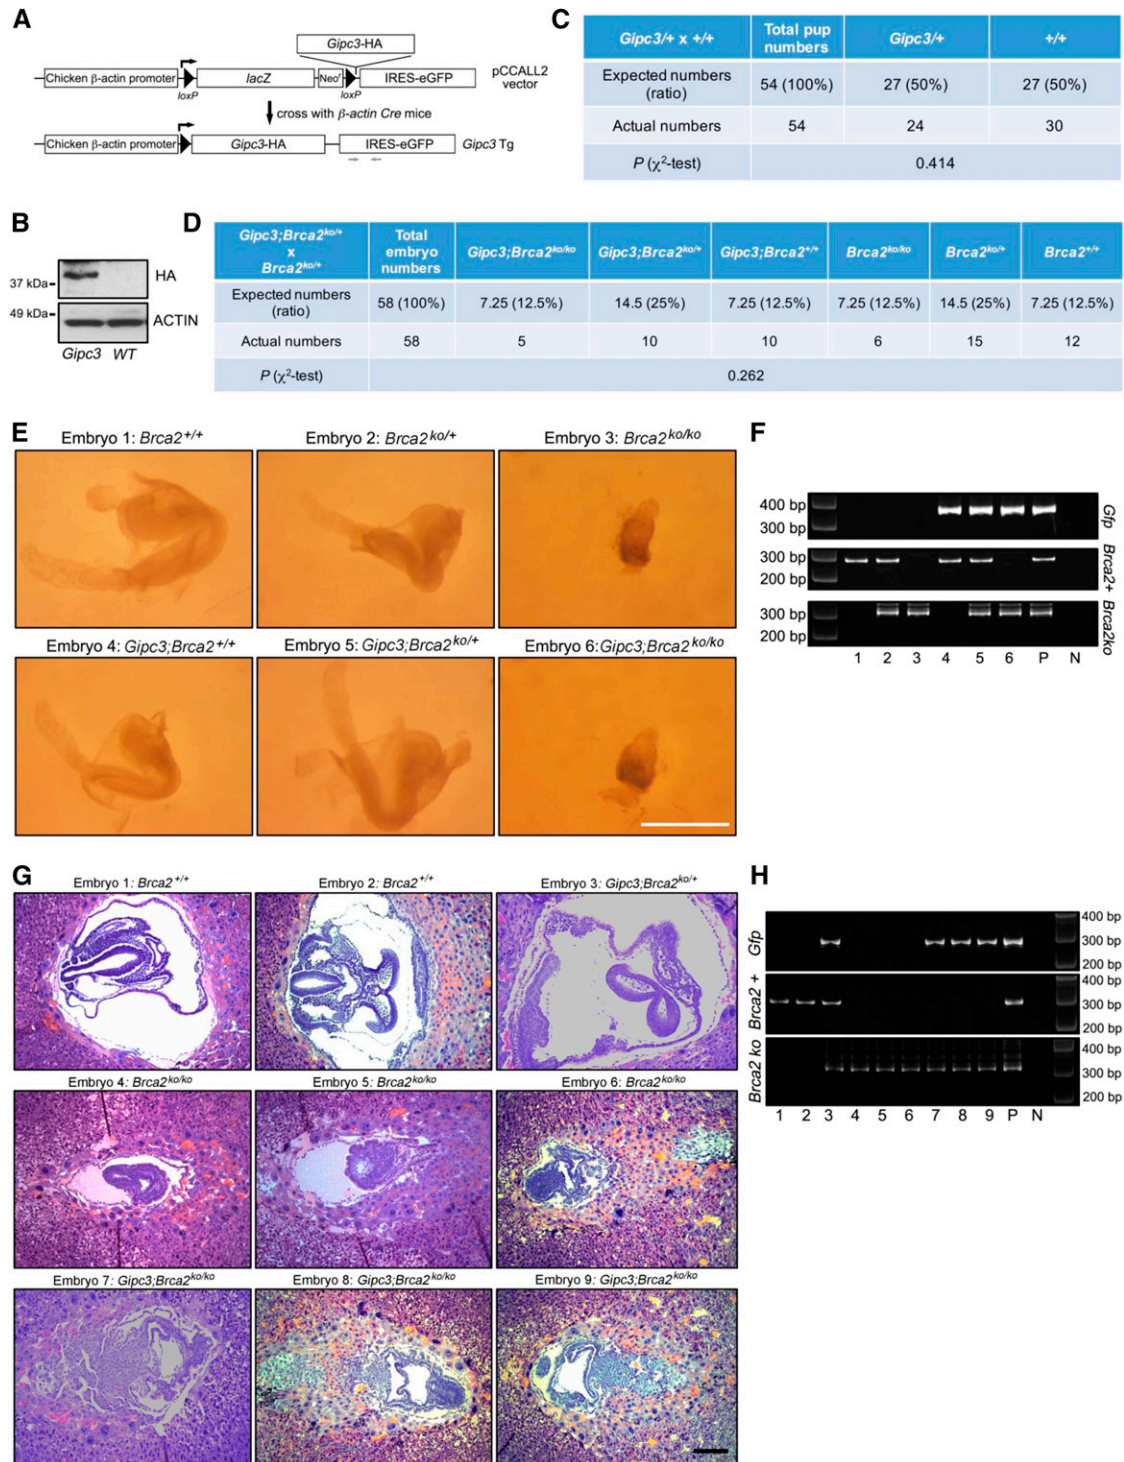 A
Gipc3-HA
Chicken β-actin promoter
lacZ
Neoʳ
IRES-eGFP
pCCALL2 vector
loxP
loxP
cross with β-actin Cre mice
Chicken β-actin promoter
Gipc3-HA
IRES-eGFP
Gipc3 Tg
C
Gipc3/+ x +/+ Total pup numbers Gipc3/+ +/+
Expected numbers (ratio) 54 (100%) 27 (50%) 27 (50%)
Actual numbers 54 24 30
P (χ²-test) 0.414
B
HA
37 kDa
49 kDa
ACTIN
Gipc3 WT
D
Gipc3;Brca2ko/+ x Brca2ko/+ Total embryo numbers Gipc3;Brca2ko/ko Gipc3;Brca2ko/+ Gipc3;Brca2+/+ Brca2ko/ko Brca2ko/+ Brca2+/+
Expected numbers (ratio) 58 (100%) 7.25 (12.5%) 14.5 (25%) 7.25 (12.5%) 7.25 (12.5%) 14.5 (25%) 7.25 (12.5%)
Actual numbers 58 5 10 10 6 15 12
P (χ²-test) 0.262
E
Embryo 1: Brca2+/+
Embryo 2: Brca2ko/+
Embryo 3: Brca2ko/ko
Embryo 4: Gipc3;Brca2+/+
Embryo 5: Gipc3;Brca2ko/+
Embryo 6:Gipc3;Brca2ko/ko
F
400 bp
300 bp
Gfp
300 bp
200 bp
Brca2+
300 bp
200 bp
Brca2ko
1 2 3 4 5 6 P N
G
Embryo 1: Brca2+/+
Embryo 2: Brca2+/+
Embryo 3: Gipc3;Brca2ko/+
Embryo 4: Brca2ko/ko
Embryo 5: Brca2ko/ko
Embryo 6: Brca2ko/ko
Embryo 7: Gipc3;Brca2ko/ko
Embryo 8: Gipc3;Brca2ko/ko
Embryo 9: Gipc3;Brca2ko/ko
H
Gfp
400 bp
300 bp
200 bp
Brca2 +
400 bp
300 bp
200 bp
Brca2 ko
400 bp
300 bp
200 bp
1 2 3 4 5 6 7 8 9 P N